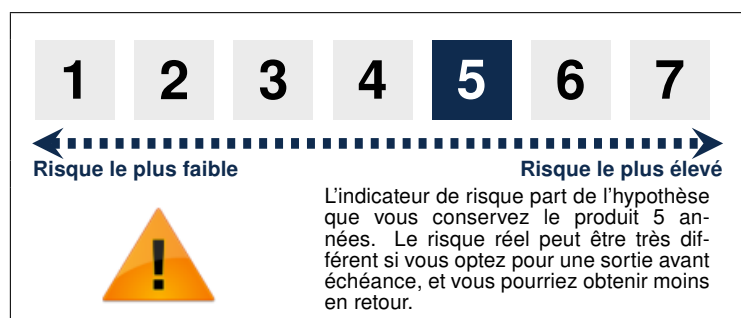 1 2 3 4 5 6 7
Risque le plus faible Risque le plus élevé
L'indicateur de risque part de l'hypothèse
que vous conservez le produit 5 an-
nées. Le risque réel peut être très dif-
férent si vous optez pour une sortie avant
échéance, et vous pourriez obtenir moins
en retour.